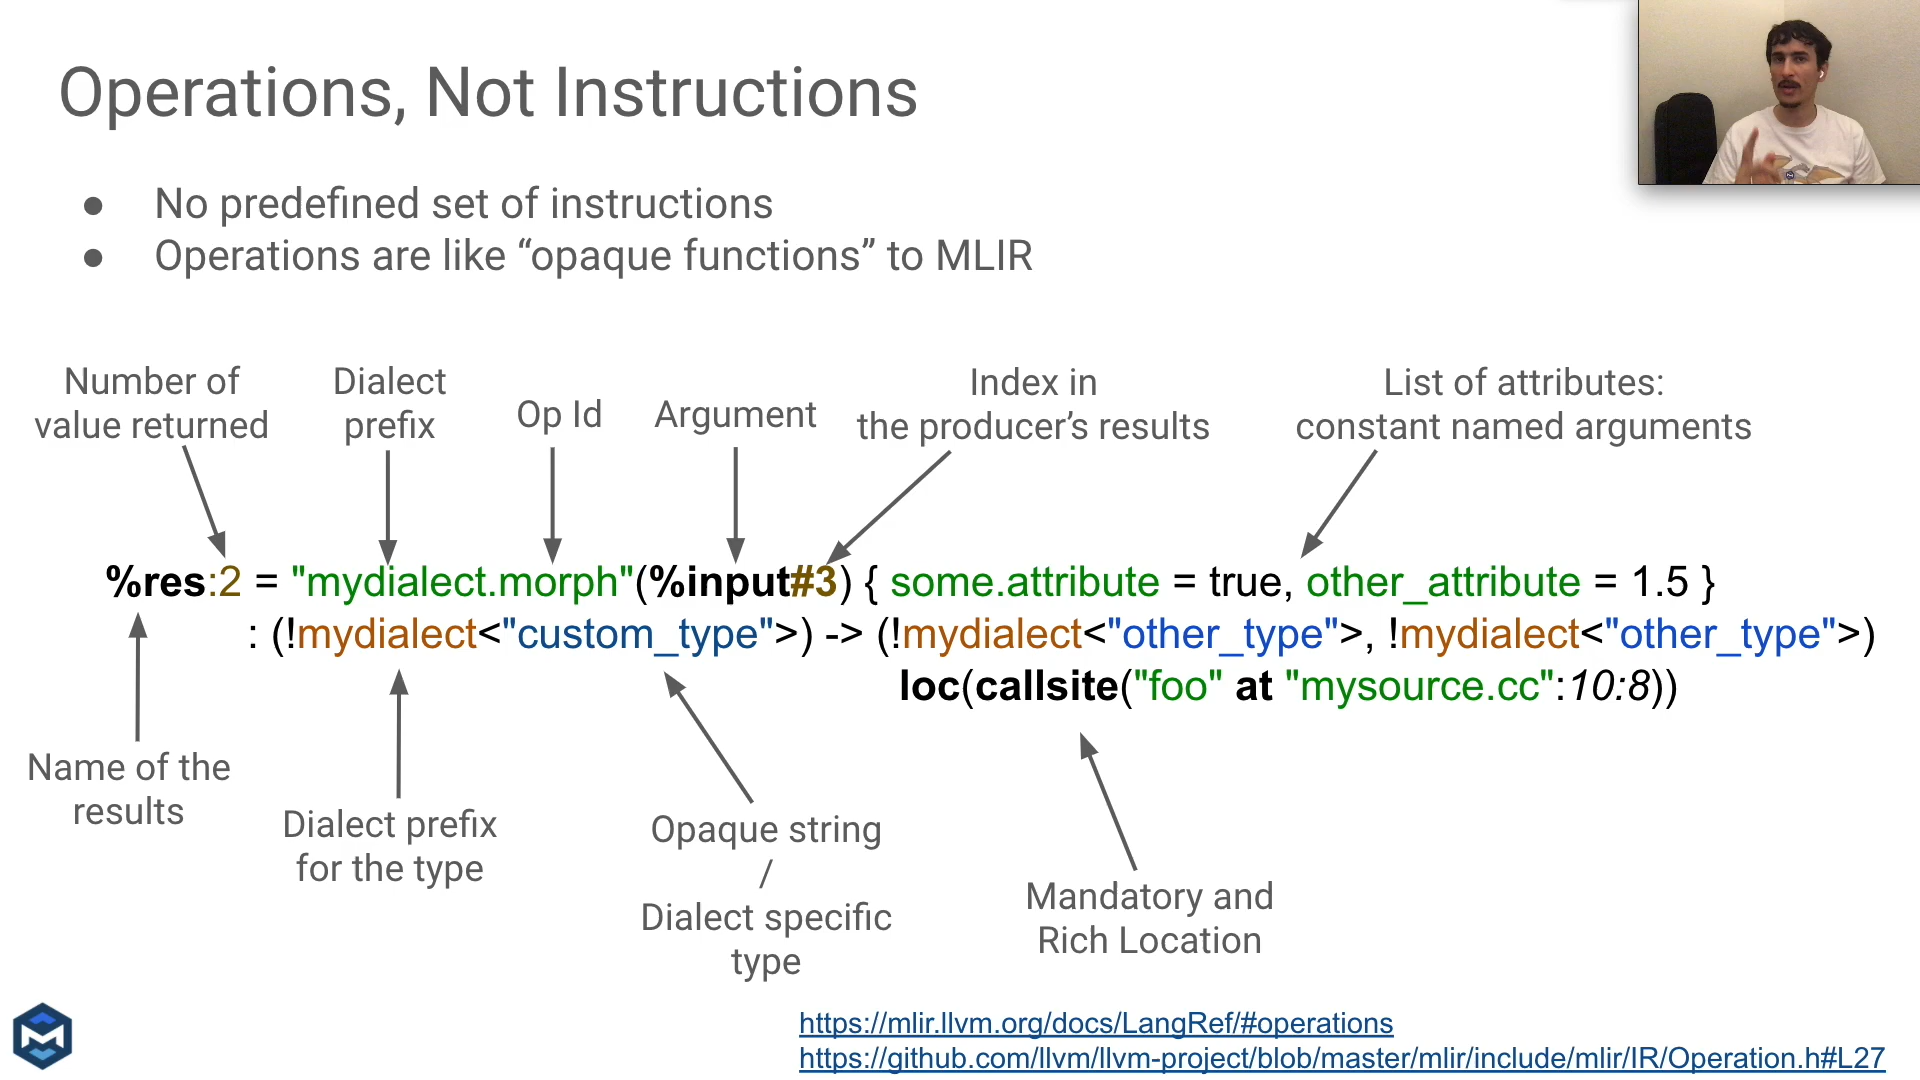 Operations, Not Instructions
● No predefined set of instructions
● Operations are like “opaque functions” to MLIR
Number of
value returned
Dialect
prefix
Op Id
Argument
Index in
the producer’s results
List of attributes:
constant named arguments
%res:2 = "mydialect.morph"(%input#3) { some.attribute = true, other_attribute = 1.5 }
: (!mydialect<"custom_type">) -> (!mydialect<"other_type">, !mydialect<"other_type">)
loc(callsite("foo" at "mysource.cc":10:8))
Name of the
results
Dialect prefix
for the type
Opaque string
/
Dialect specific
type
Mandatory and
Rich Location
https://mlir.llvm.org/docs/LangRef/#operations
https://github.com/llvm/llvm-project/blob/master/mlir/include/mlir/IR/Operation.h#L27